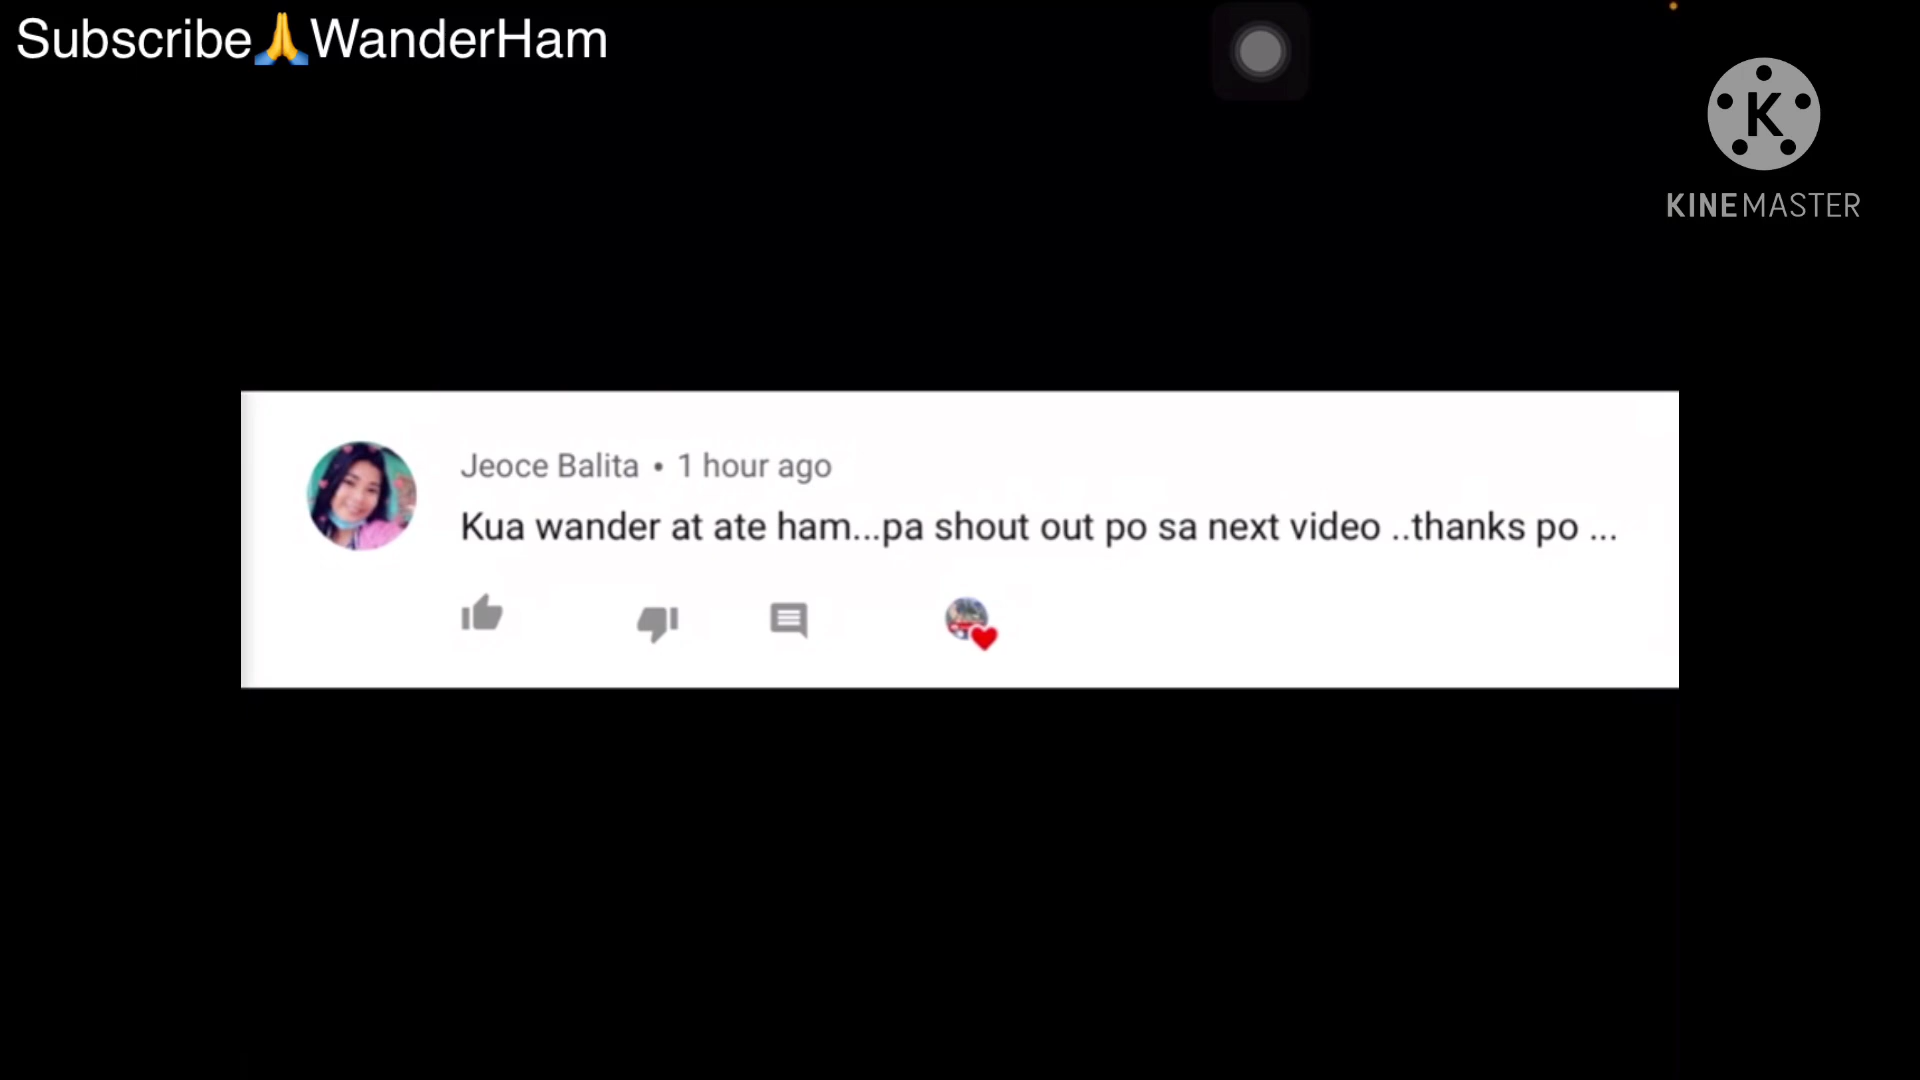 Subscribe🙏WanderHam
K
KINEMASTER
Jeoce Balita • 1 hour ago
Kua wander at ate ham...pa shout out po sa next video ..thanks po ...